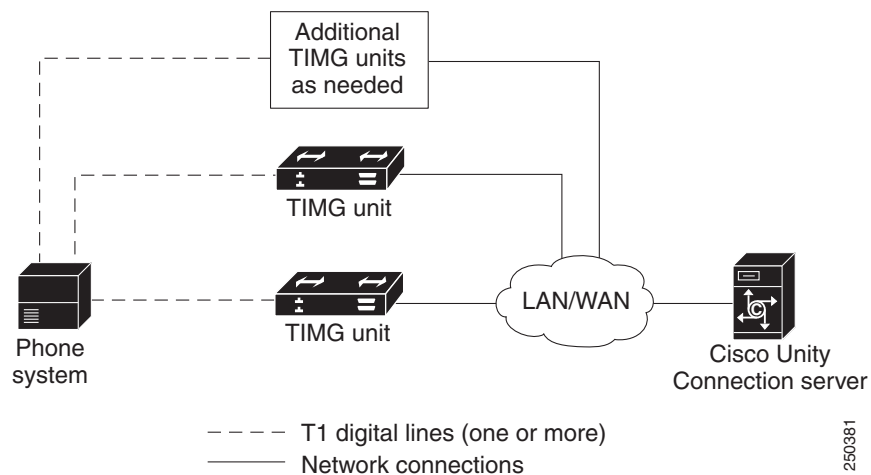 Additional
TIMG units
as needed
TIMG unit
TIMG unit
LAN/WAN
Phone
system
Cisco Unity
Connection server
T1 digital lines (one or more)
Network connections
250381